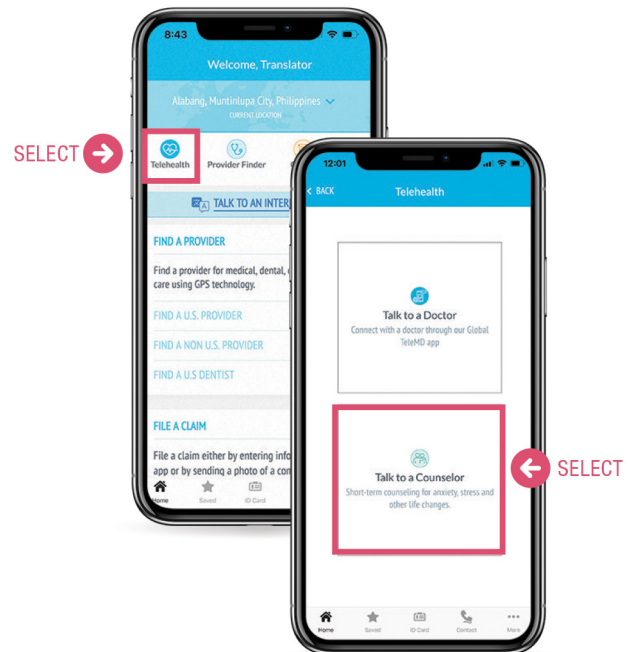 8:43
Welcome, Translator
Alabang, Muntinlupa City, Philippines
CURRENT LOCATION
SELECT
Telehealth
Provider Finder
TALK TO AN INTER
FIND A PROVIDER
Find a provider for medical, dental,
care using GPS technology.
FIND A U.S. PROVIDER
FIND A NON U.S. PROVIDER
FIND A U.S DENTIST
FILE A CLAIM
File a claim either by entering info
app or by sending a photo of a con
Home
Saved
ID Card
12:01
< BACK
Telehealth
Talk to a Doctor
Connect with a doctor through our Global
TeleMD app
Talk to a Counselor
Short-term counseling for anxiety, stress and
other life changes.
SELECT
Home
Saved
ID Card
Contact
More